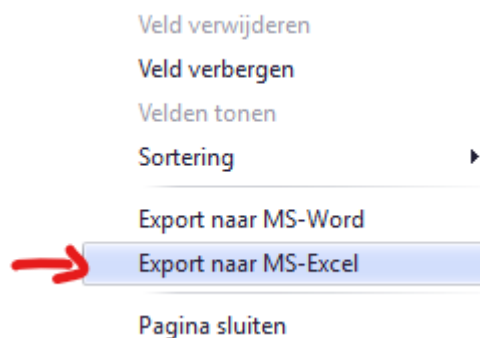 Veld verwijderen
Veld verbergen
Velden tonen
Sortering
Export naar MS-Word
Export naar MS-Excel
Pagina sluiten